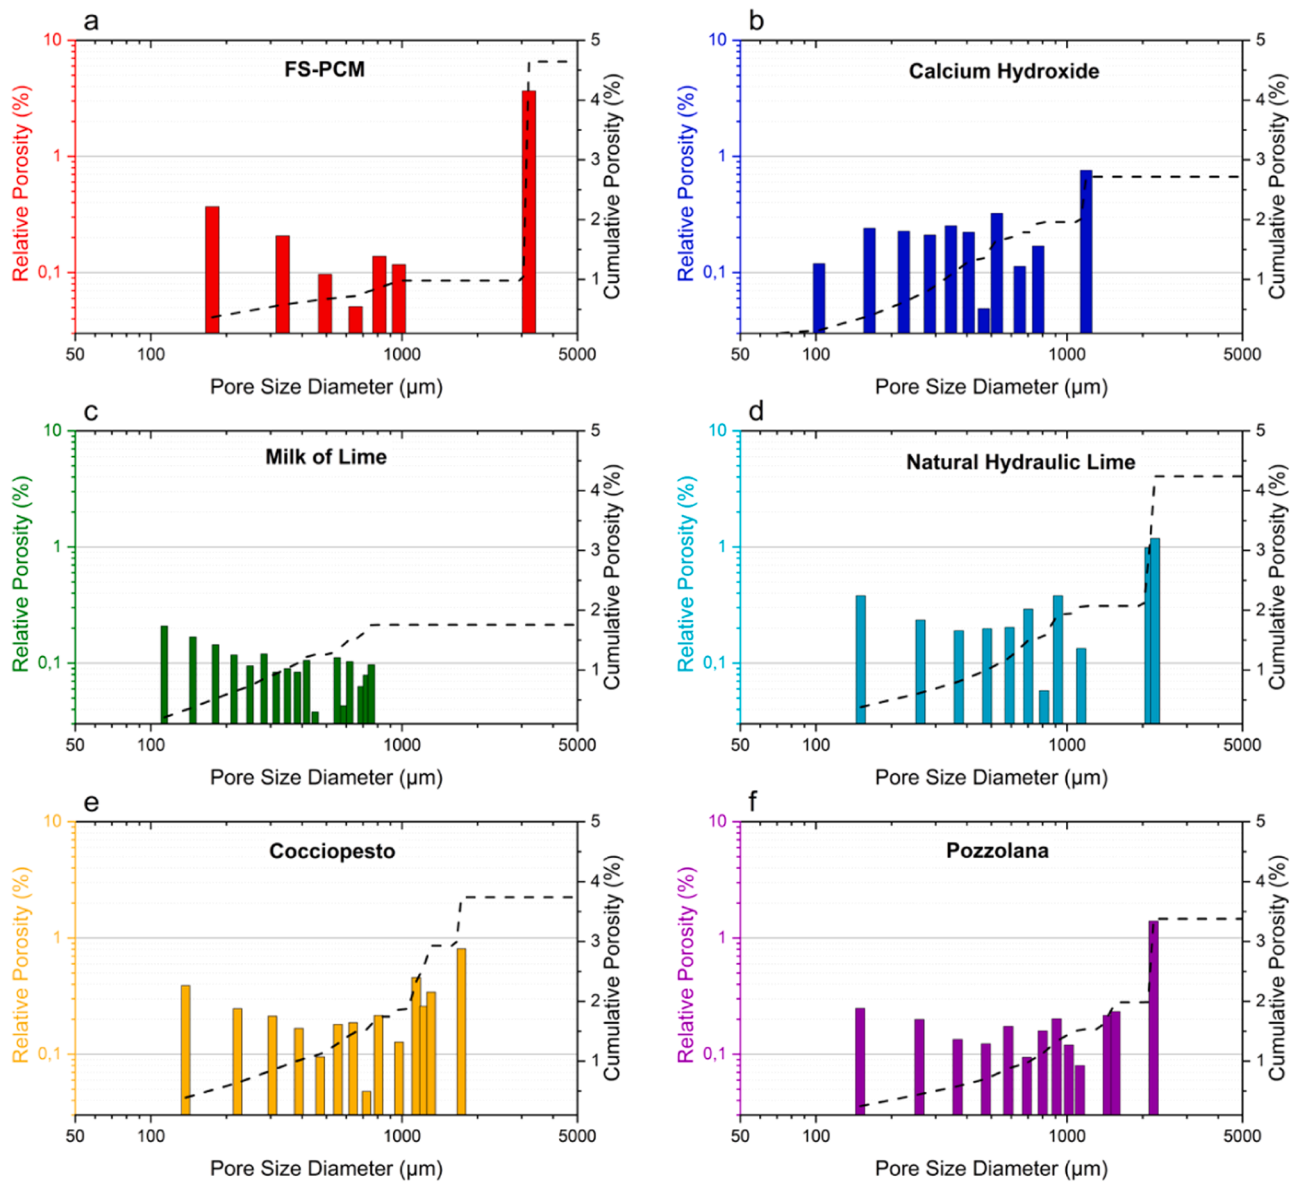 a
FS-PCM
10
1
0,1
Relative Porosity (%)
5
4
3
2
1
Cumulative Porosity (%)
50
100
1000
5000
Pore Size Diameter (µm)
b
Calcium Hydroxide
10
1
0,1
Relative Porosity (%)
5
4
3
2
1
Cumulative Porosity (%)
50
100
1000
5000
Pore Size Diameter (µm)
c
Milk of Lime
10
1
0,1
Relative Porosity (%)
5
4
3
2
1
Cumulative Porosity (%)
50
100
1000
5000
Pore Size Diameter (µm)
d
Natural Hydraulic Lime
10
1
0,1
Relative Porosity (%)
5
4
3
2
1
Cumulative Porosity (%)
50
100
1000
5000
Pore Size Diameter (µm)
e
Cocciopesto
10
1
0,1
Relative Porosity (%)
5
4
3
2
1
Cumulative Porosity (%)
50
100
1000
5000
Pore Size Diameter (µm)
f
Pozzolana
10
1
0,1
Relative Porosity (%)
5
4
3
2
1
Cumulative Porosity (%)
50
100
1000
5000
Pore Size Diameter (µm)